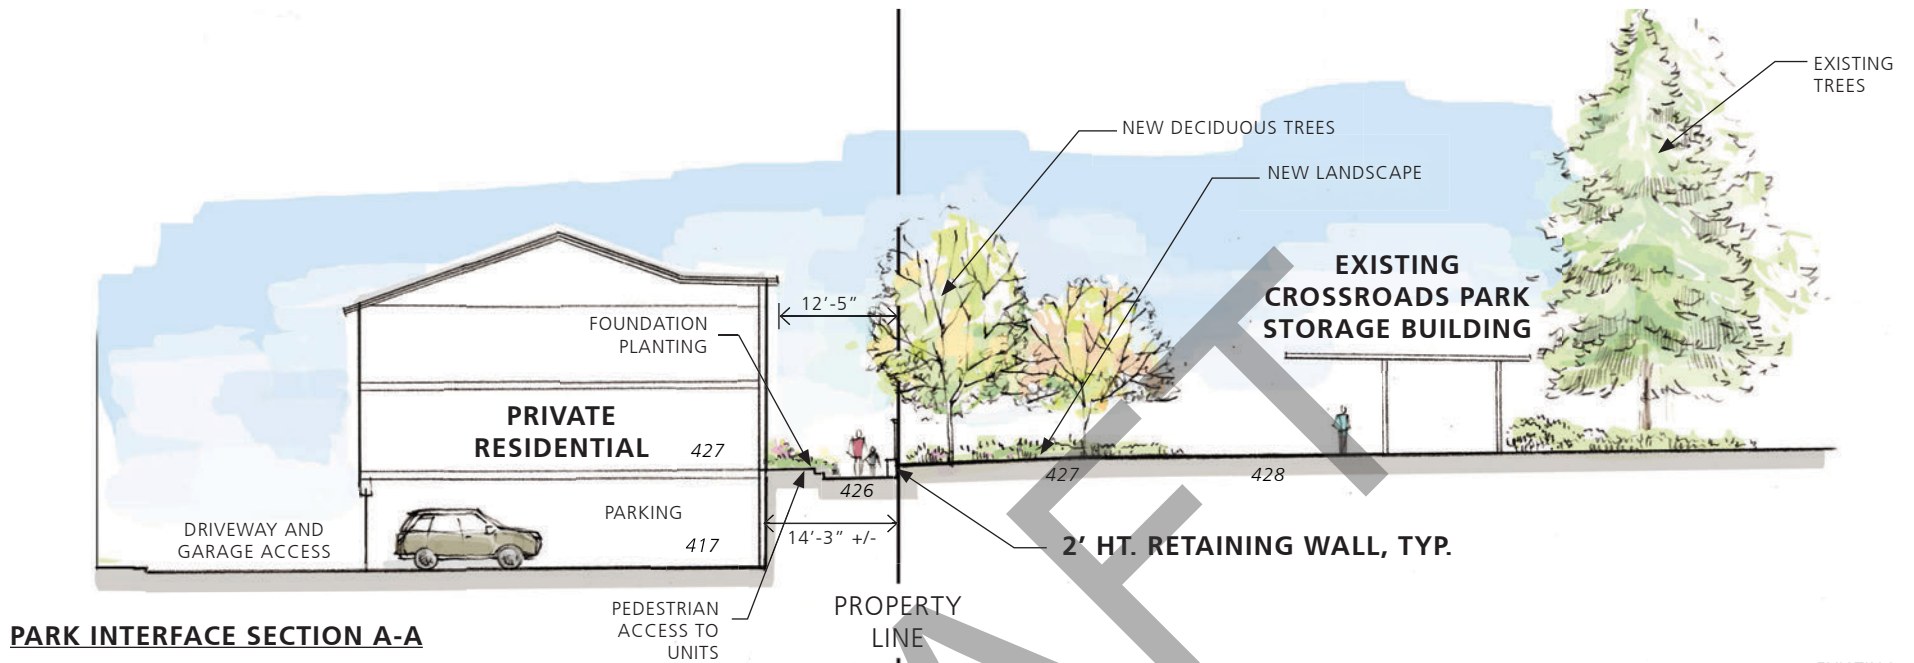 EXISTING
TREES
NEW DECIDUOUS TREES
NEW LANDSCAPE
EXISTING
CROSSROADS PARK
STORAGE BUILDING
12’-5”
FOUNDATION
PLANTING
PRIVATE
RESIDENTIAL
427
426
427
428
PARKING
417
DRIVEWAY AND
GARAGE ACCESS
14’-3” +/-
2’ HT. RETAINING WALL, TYP.
PEDESTRIAN
ACCESS TO
UNITS
PROPERTY
LINE
PARK INTERFACE SECTION A-A